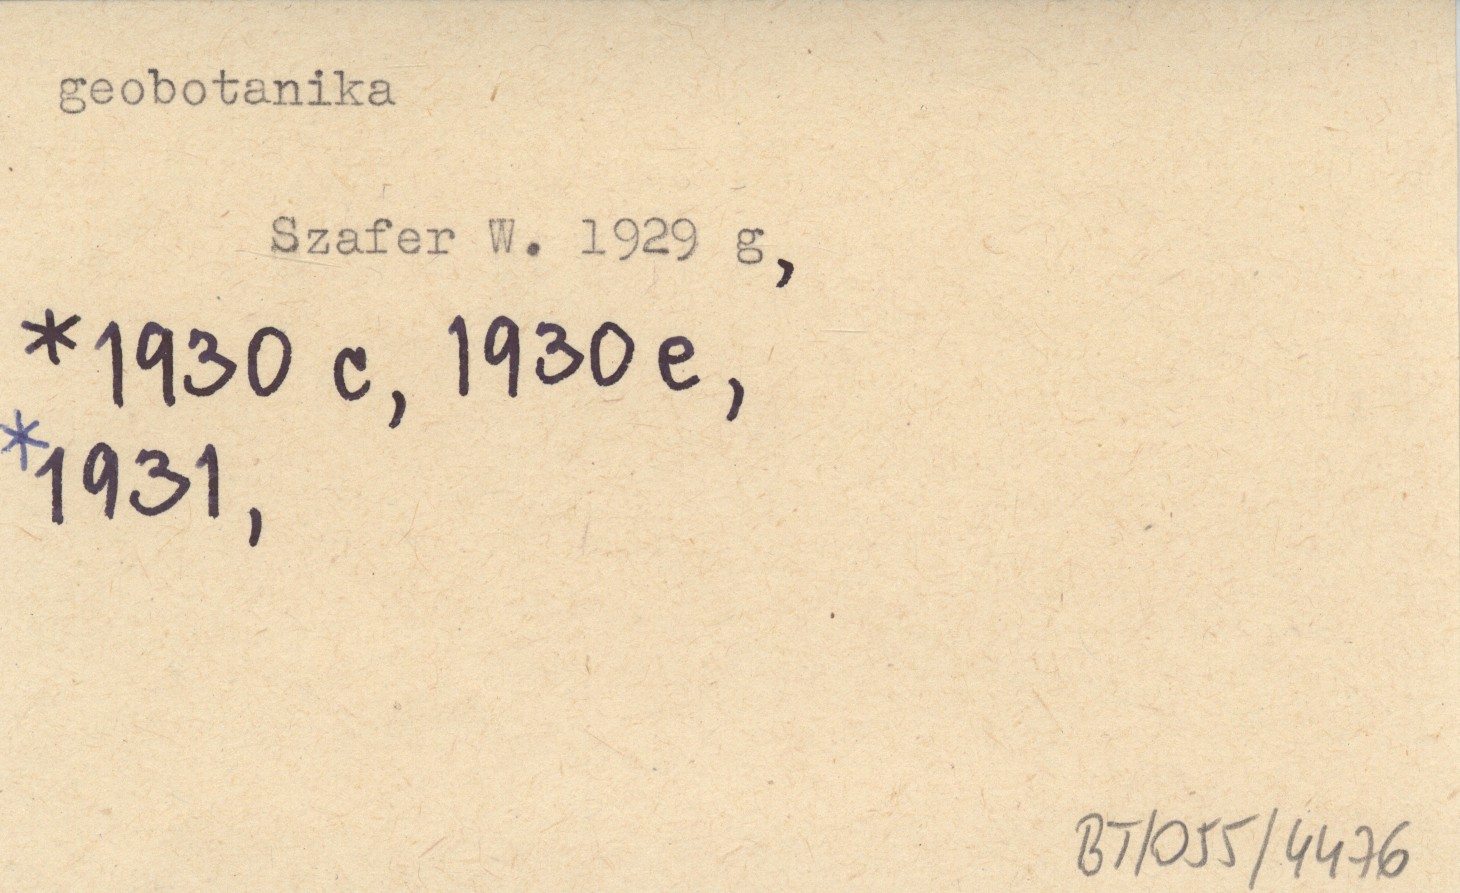 geobotanika
Szafer W. 1929 g,
*1930 c, 1930 e,
*1931,
BT/055/4476